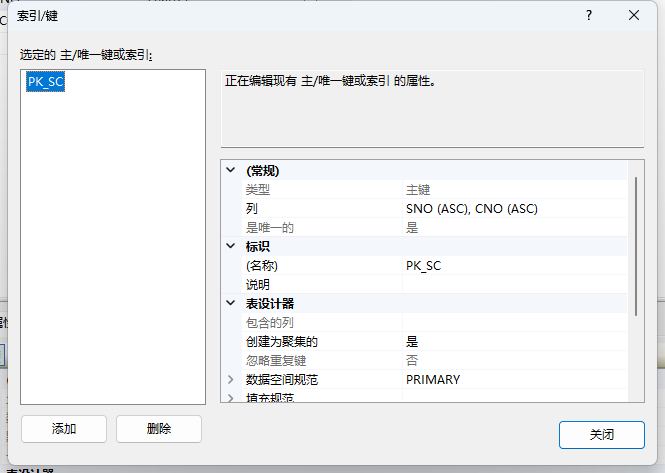 索引/键
?
选定的 主/唯一键或索引:
PK_SC
正在编辑现有 主/唯一键或索引 的属性。
(常规)
类型 主键
列 SNO (ASC), CNO (ASC)
是唯一的 是
标识
(名称) PK_SC
说明
表设计器
包含的列
创建为聚集的 是
忽略重复键 否
数据空间规范 PRIMARY
填充规范
添加
删除
关闭
表设计器